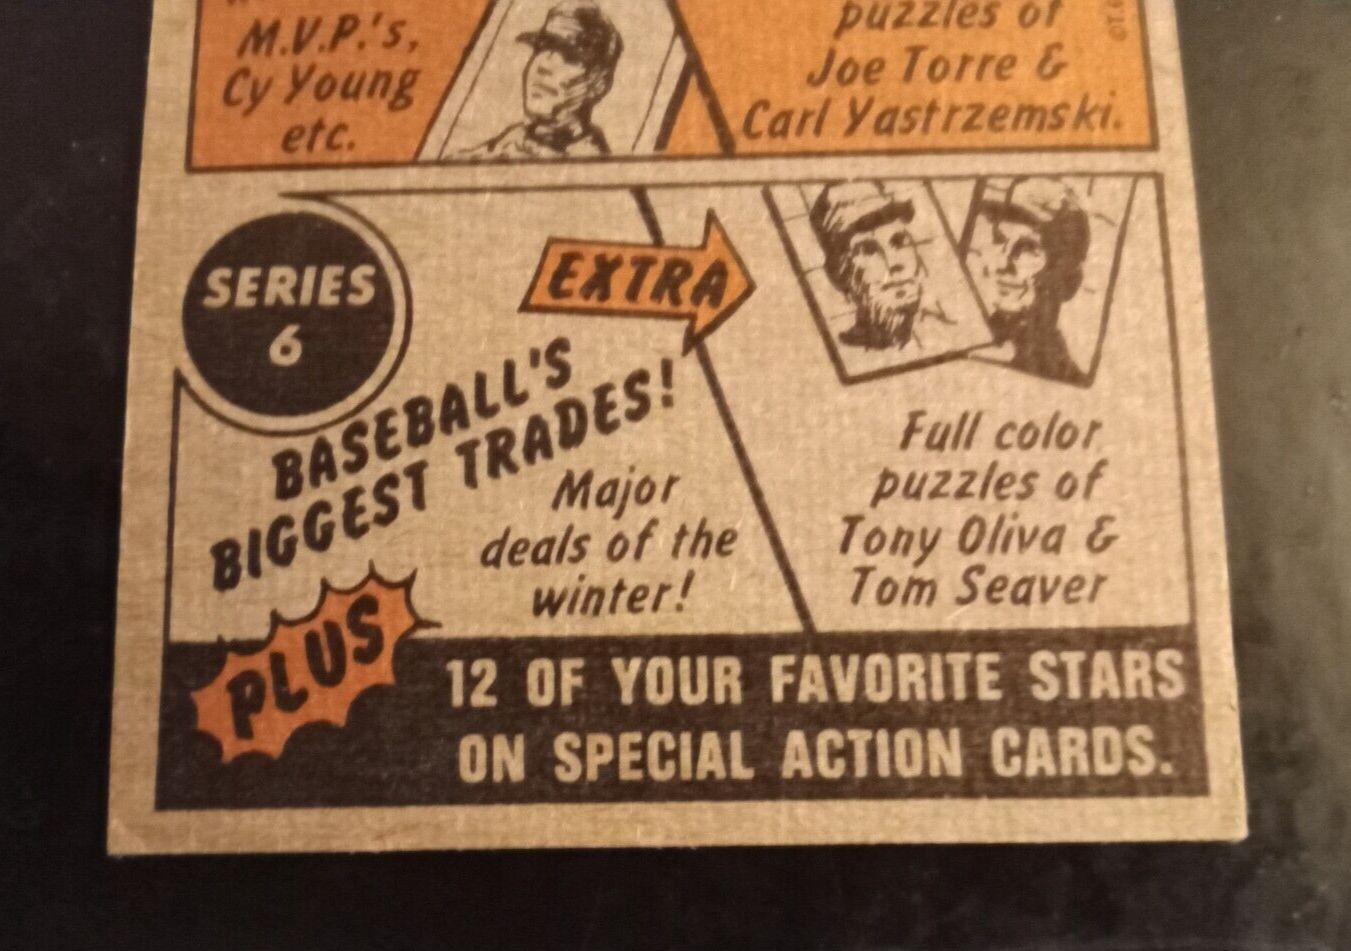 M.V.P.'s,
Cy Young
etc.
puzzles of
Joe Torre &
Carl Yastrzemski.
SERIES
6
EXTRA
BASEBALL'S
BIGGEST TRADES!
Major
deals of the
winter!
Full color
puzzles of
Tony Oliva &
Tom Seaver
PLUS
12 OF YOUR FAVORITE STARS
ON SPECIAL ACTION CARDS.